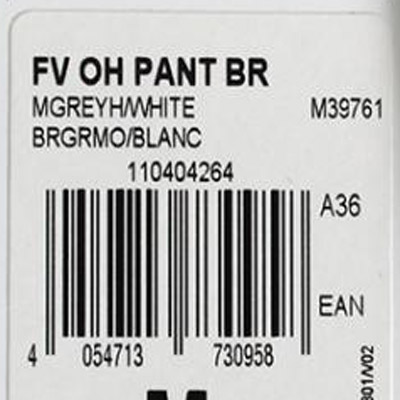 FV OH PANT BR
MGREYH/WHITE M39761
BRGRMO/BLANC
110404264
A36
EAN
4 054713 730958
M